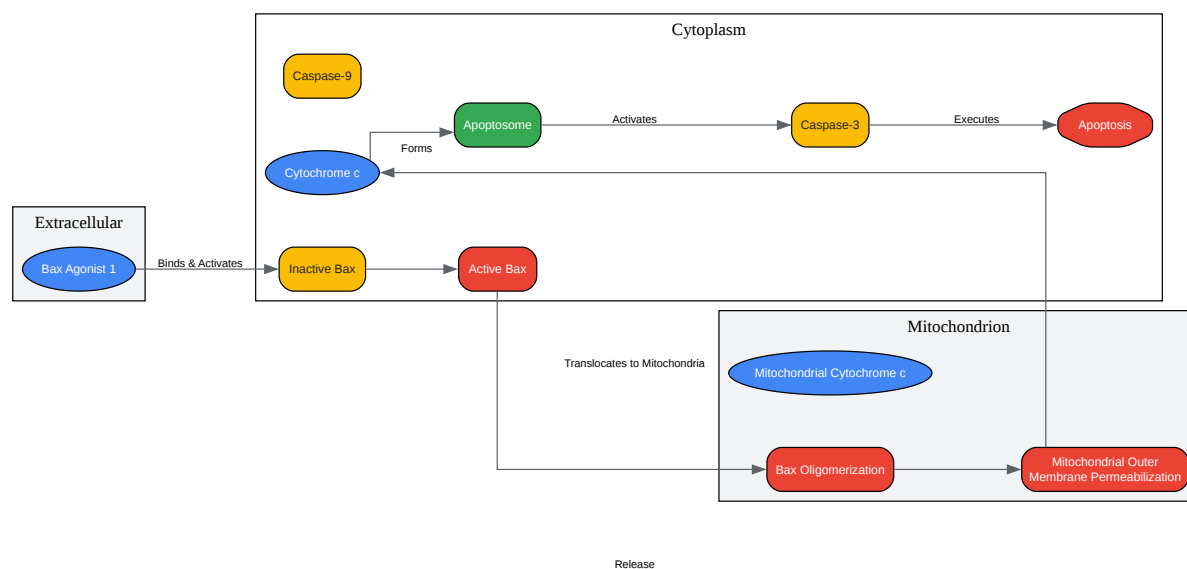 Cytoplasm
Caspase-9
Apoptosome
Activates
Caspase-3
Executes
Apoptosis
Forms
Cytochrome c
Extracellular
Bax Agonist 1
Binds & Activates
Inactive Bax
Active Bax
Mitochondrion
Translocates to Mitochondria
Mitochondrial Cytochrome c
Bax Oligomerization
Mitochondrial Outer
Membrane Permeabilization
Release